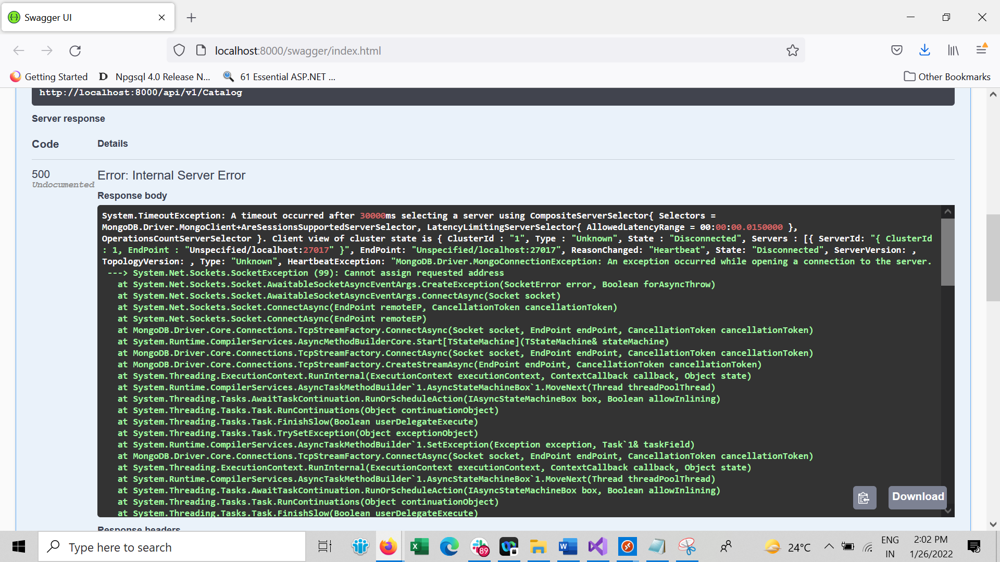 Swagger UI
localhost:8000/swagger/index.html
Getting Started
D Npgsql 4.0 Release N...
61 Essential ASP.NET ...
Other Bookmarks
http://localhost:8000/api/v1/Catalog
Server response
Code Details
500 Error: Internal Server Error
Undocumented
Response body
System.TimeoutException: A timeout occurred after 30000ms selecting a server using CompositeServerSelector{ Selectors =
MongoDB.Driver.MongoClient+AreSessionsSupportedServerSelector, LatencyLimitingServerSelector{ AllowedLatencyRange = 00:00:00.0150000 },
OperationsCountServerSelector }. Client view of cluster state is { ClusterId : "1", Type : "Unknown", State : "Disconnected", Servers : [{ ServerId: "{ ClusterId
: 1, EndPoint : "Unspecified/localhost:27017" }", EndPoint: "Unspecified/localhost:27017", ReasonChanged: "Heartbeat", State: "Disconnected", ServerVersion: ,
TopologyVersion: , Type: "Unknown", HeartbeatException: "MongoDB.Driver.MongoConnectionException: An exception occurred while opening a connection to the server.
---> System.Net.Sockets.SocketException (99): Cannot assign requested address
at System.Net.Sockets.Socket.AwaitableSocketAsyncEventArgs.CreateException(SocketError error, Boolean forAsyncThrow)
at System.Net.Sockets.Socket.AwaitableSocketAsyncEventArgs.ConnectAsync(Socket socket)
at System.Net.Sockets.Socket.ConnectAsync(EndPoint remoteEP, CancellationToken cancellationToken)
at System.Net.Sockets.Socket.ConnectAsync(EndPoint remoteEP)
at MongoDB.Driver.Core.Connections.TcpStreamFactory.ConnectAsync(Socket socket, EndPoint endPoint, CancellationToken cancellationToken)
at System.Runtime.CompilerServices.AsyncMethodBuilderCore.Start[TStateMachine](TStateMachine& stateMachine)
at MongoDB.Driver.Core.Connections.TcpStreamFactory.ConnectAsync(Socket socket, EndPoint endPoint, CancellationToken cancellationToken)
at MongoDB.Driver.Core.Connections.TcpStreamFactory.CreateStreamAsync(EndPoint endPoint, CancellationToken cancellationToken)
at System.Threading.ExecutionContext.RunInternal(ExecutionContext executionContext, ContextCallback callback, Object state)
at System.Runtime.CompilerServices.AsyncTaskMethodBuilder`1.AsyncStateMachineBox`1.MoveNext(Thread threadPoolThread)
at System.Threading.Tasks.AwaitTaskContinuation.RunOrScheduleAction(IAsyncStateMachineBox box, Boolean allowInlining)
at System.Threading.Tasks.Task.RunContinuations(Object continuationObject)
at System.Threading.Tasks.Task.FinishSlow(Boolean userDelegateExecute)
at System.Threading.Tasks.Task.TrySetException(Object exceptionObject)
at System.Runtime.CompilerServices.AsyncTaskMethodBuilder`1.SetException(Exception exception, Task`1& taskField)
at MongoDB.Driver.Core.Connections.TcpStreamFactory.ConnectAsync(Socket socket, EndPoint endPoint, CancellationToken cancellationToken)
at System.Threading.ExecutionContext.RunInternal(ExecutionContext executionContext, ContextCallback callback, Object state)
at System.Runtime.CompilerServices.AsyncTaskMethodBuilder`1.AsyncStateMachineBox`1.MoveNext(Thread threadPoolThread)
at System.Threading.Tasks.AwaitTaskContinuation.RunOrScheduleAction(IAsyncStateMachineBox box, Boolean allowInlining)
at System.Threading.Tasks.Task.RunContinuations(Object continuationObject)
at System.Threading.Tasks.Task.FinishSlow(Boolean userDelegateExecute)
Download
Response headers
Type here to search
89
24°C
ENG
IN
2:02 PM
1/26/2022